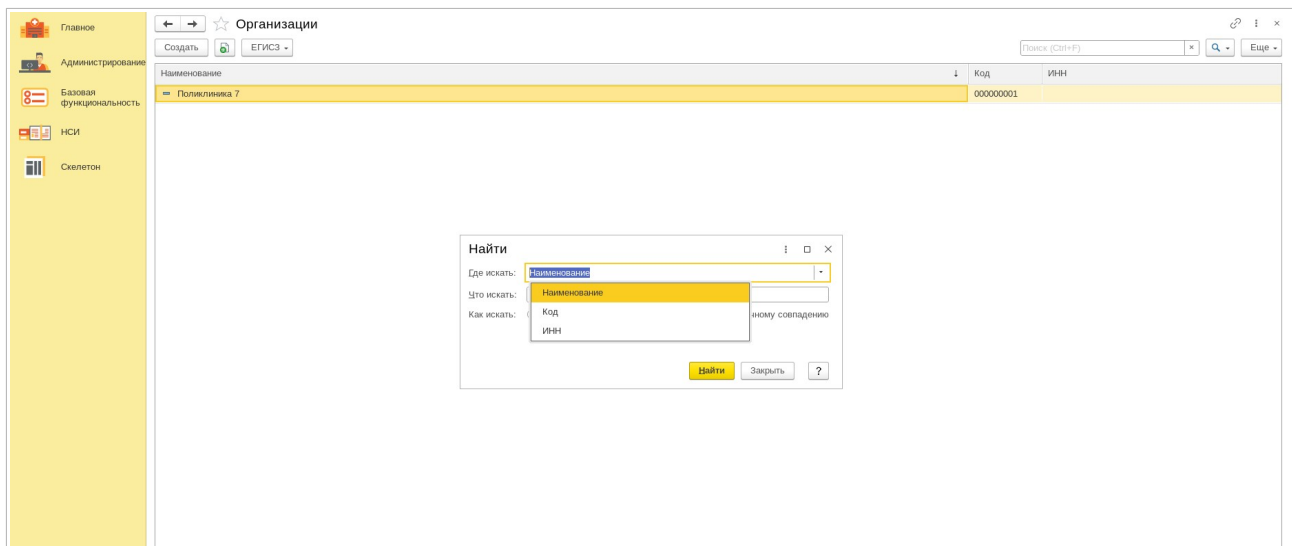 Главное
Администрирование
Базовая
функциональность
НСИ
Скелетон
Организации
Создать
ЕГИСЗ
Поиск (Ctrl+F)
×
Еще
Наименование ↓ Код ИНН
Поликлиника 7 000000001
Найти
Где искать: Наименование
Что искать:
Наименование
Как искать:
Код
ИНН
совпадению
Найти Закрыть ?